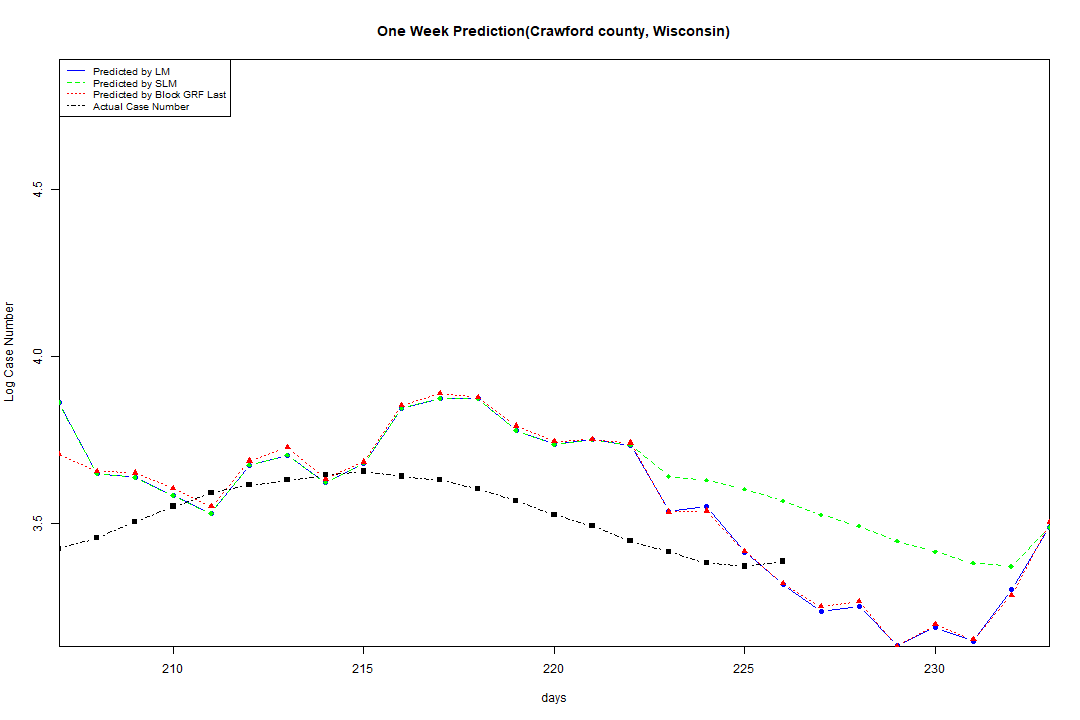 One Week Prediction(Crawford county, Wisconsin)
Predicted by LM
Predicted by SLM
Predicted by Block GRF Last
Actual Case Number
Log Case Number
4.5
4.0
3.5
210 215 220 225 230
days